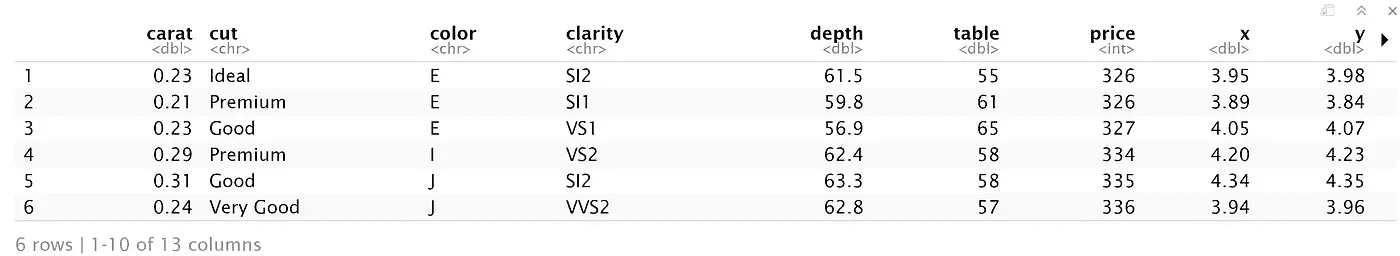 carat cut color clarity depth table price x y
<dbl> <chr> <chr> <chr> <dbl> <dbl> <int> <dbl> <dbl>
1 0.23 Ideal E SI2 61.5 55 326 3.95 3.98
2 0.21 Premium E SI1 59.8 61 326 3.89 3.84
3 0.23 Good E VS1 56.9 65 327 4.05 4.07
4 0.29 Premium I VS2 62.4 58 334 4.20 4.23
5 0.31 Good J SI2 63.3 58 335 4.34 4.35
6 0.24 Very Good J VVS2 62.8 57 336 3.94 3.96
6 rows | 1-10 of 13 columns